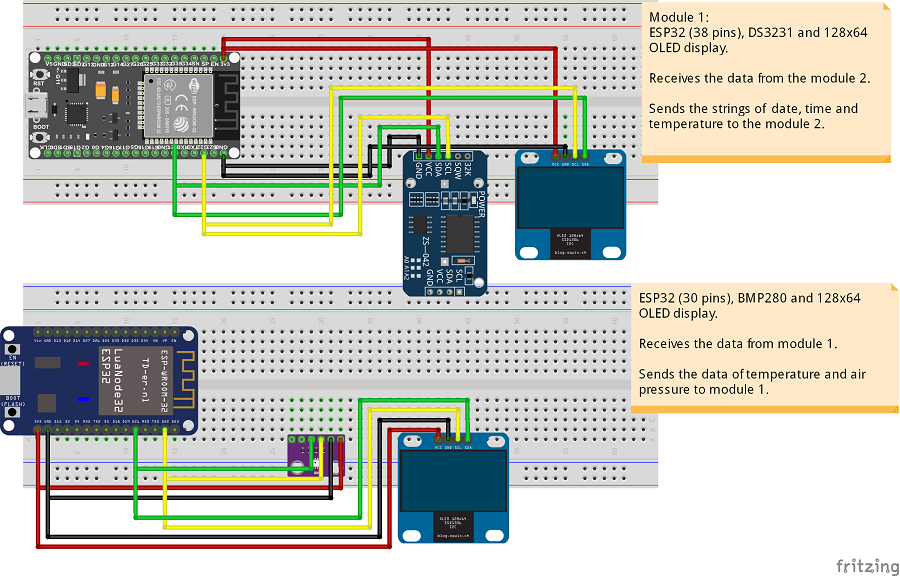 Module 1:
ESP32 (38 pins), DS3231 and 128x64
OLED display.
Receives the data from the module 2.
Sends the strings of date, time and
temperature to the module 2.
RST
BOOT
3v3
GND
VCC
SDA
SCL
SQW
32K
POWER
ZS-042
A0 A1 A2
GND
VCC
SDA
SCL
VCC GND SCL SDA
OLED 128x64
SSD1306
I2C
blog.squix.ch
ESP32 (30 pins), BMP280 and 128x64
OLED display.
Receives the data from module 1.
Sends the data of temperature and air
pressure to module 1.
EN
(RESET)
BOOT
(FLASH)
ESP32
LuaNode32
TD-er.nl
ESP-WROOM-32
VCC GND SCL SDA
OLED 128x64
SSD1306
I2C
blog.squix.ch
fritzing